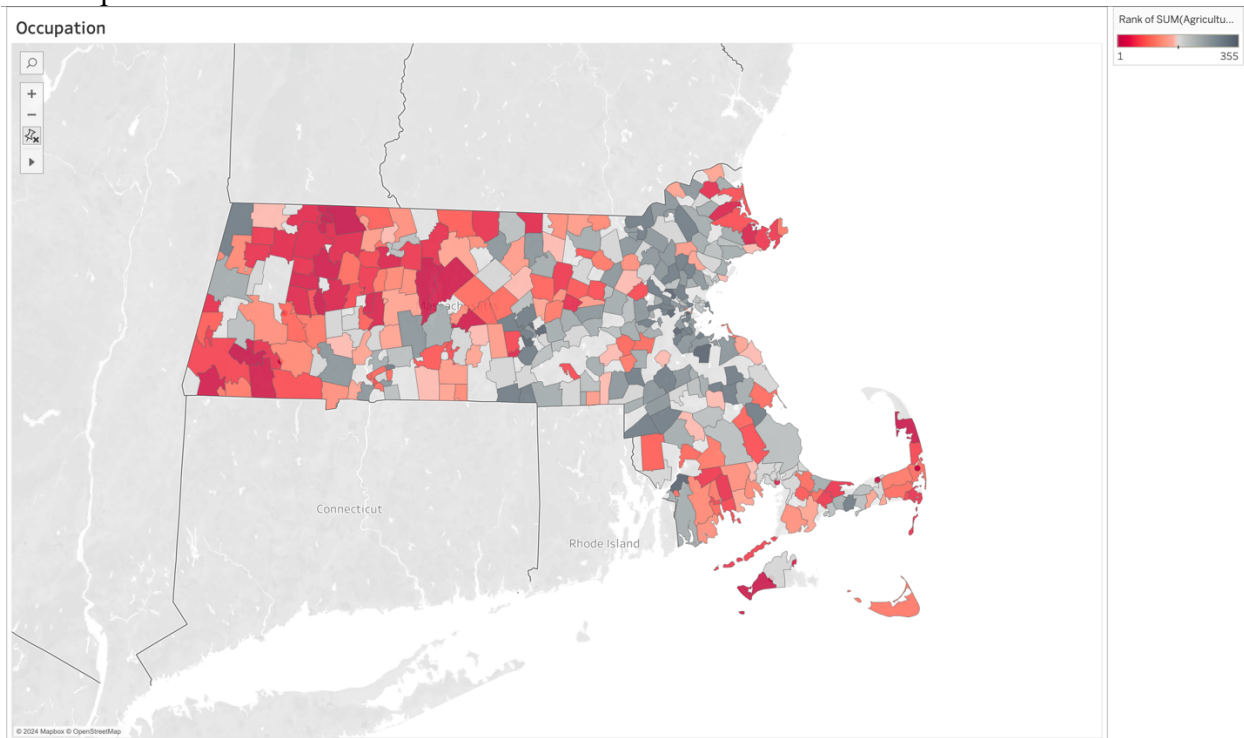 Occupation
Rank of SUM(Agricultu...
1
355
Connecticut
Rhode Island
© 2024 Mapbox © OpenStreetMap